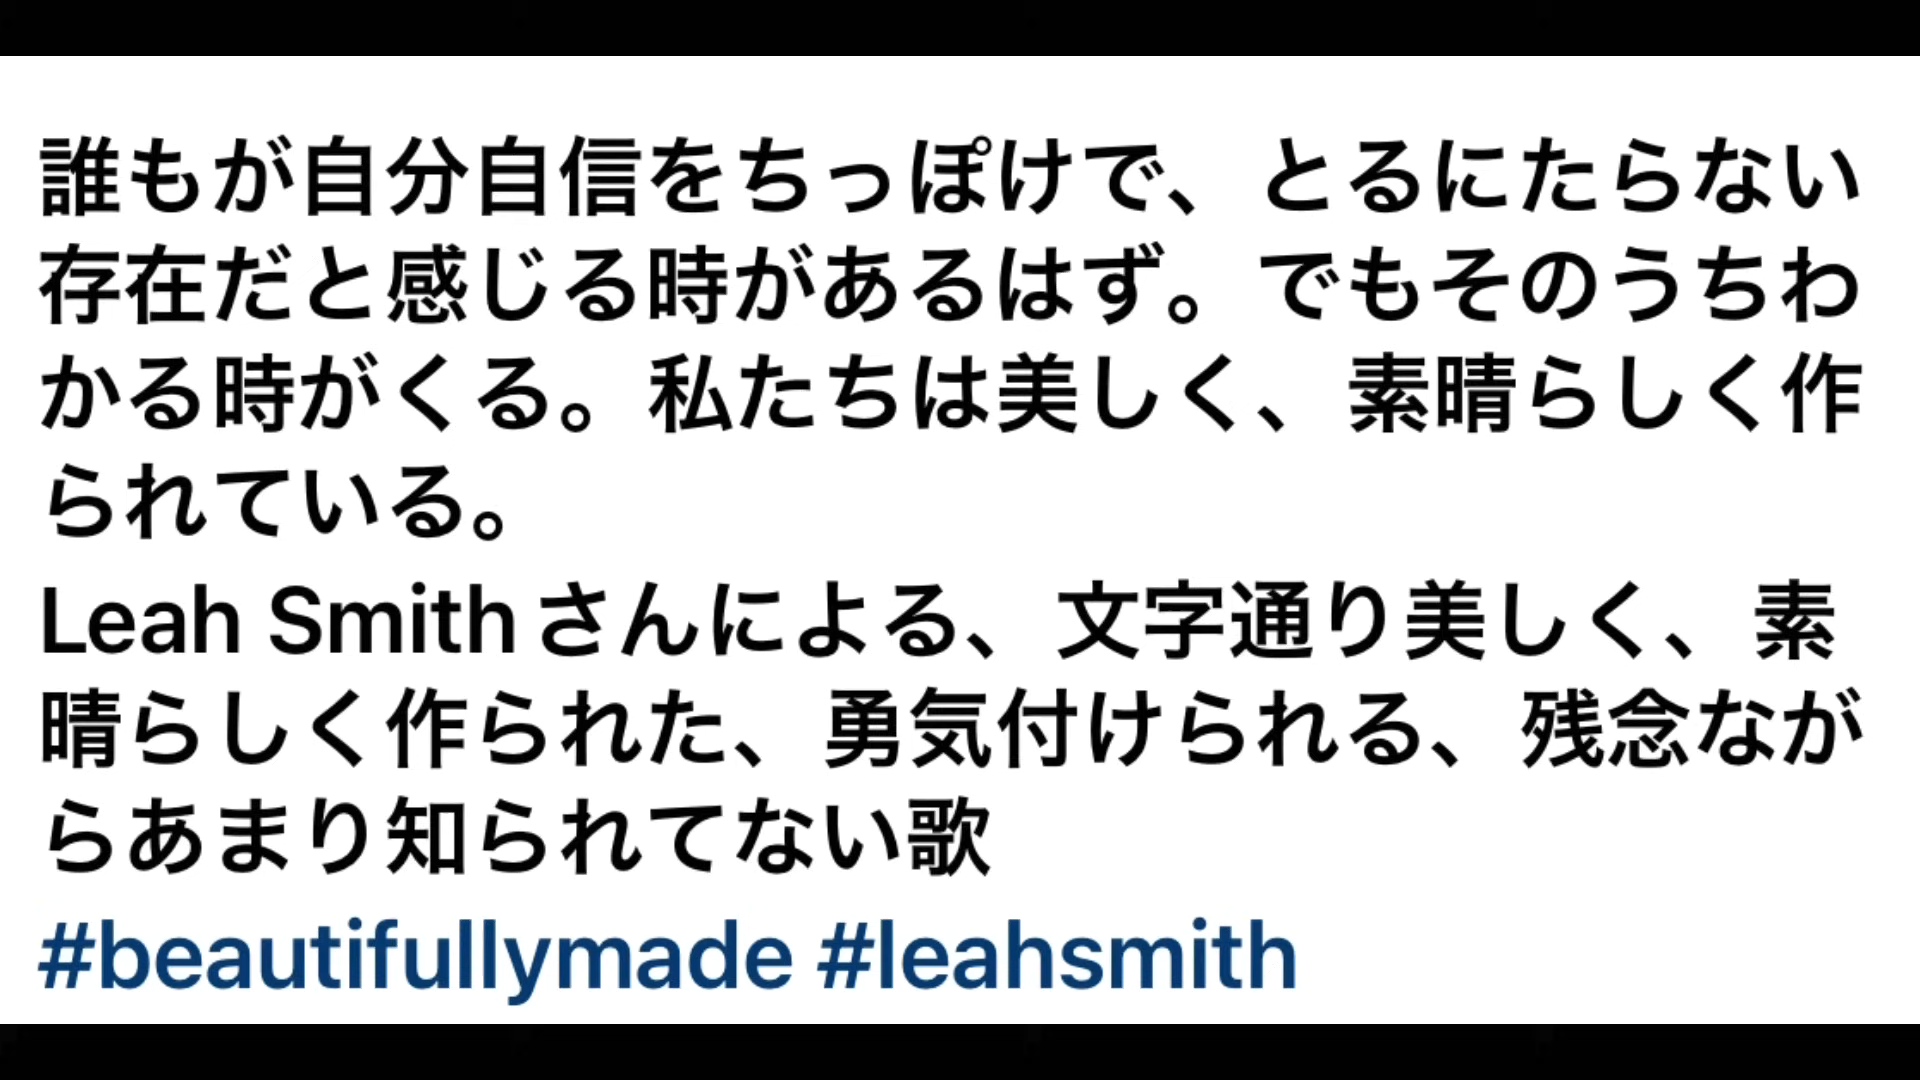 誰もが自分自信をちっぽけで、とるにたらない
存在だと感じる時があるはず。でもそのうちわ
かる時がくる。私たちは美しく、素晴らしく作
られている。
Leah Smithさんによる、文字通り美しく、素
晴らしく作られた、勇気付けられる、残念なが
らあまり知られてない歌
#beautifullymade #leahsmith